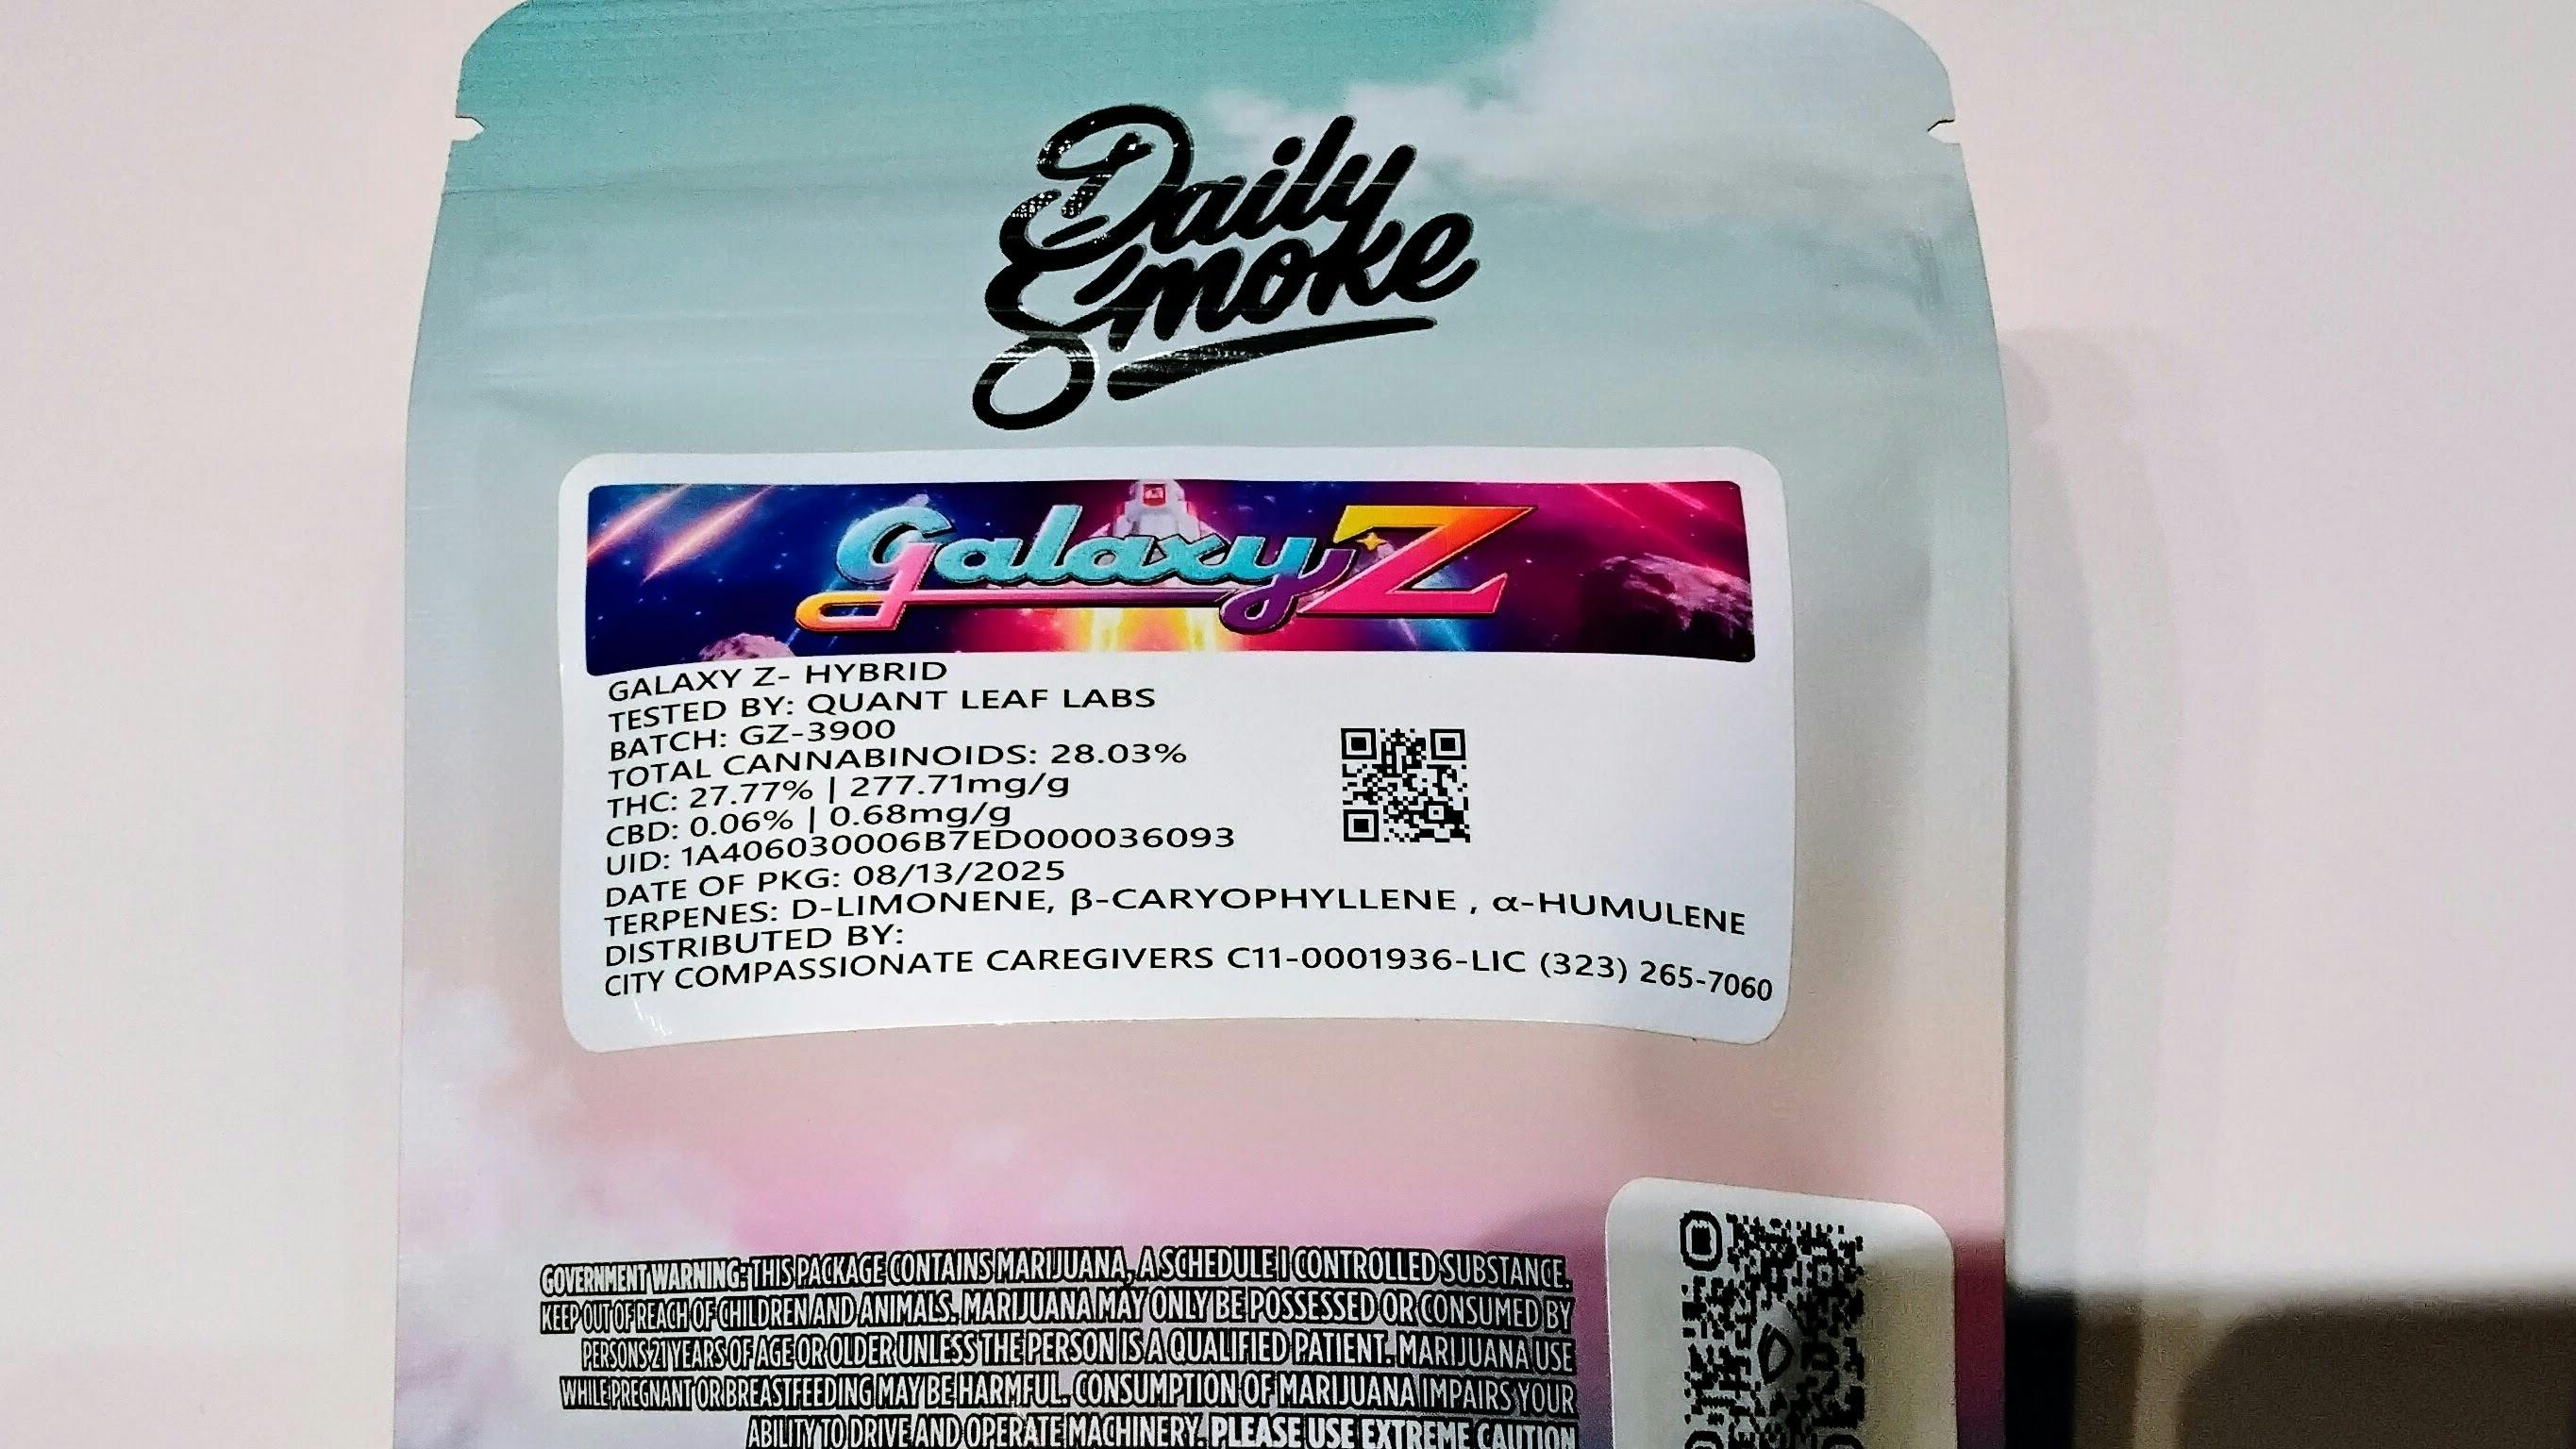 Daily
Smoke
Galaxy Z
GALAXY Z- HYBRID
TESTED BY: QUANT LEAF LABS
BATCH: GZ-3900
TOTAL CANNABINOIDS: 28.03%
THC: 27.77% | 277.71mg/g
CBD: 0.06% | 0.68mg/g
UID: 1A406030006B7ED000036093
DATE OF PKG: 08/13/2025
TERPENES: D-LIMONENE, β-CARYOPHYLLENE , α-HUMULENE
DISTRIBUTED BY:
CITY COMPASSIONATE CAREGIVERS C11-0001936-LIC (323) 265-7060
GOVERNMENT WARNING: THIS PACKAGE CONTAINS MARIJUANA, A SCHEDULE I CONTROLLED SUBSTANCE.
KEEP OUT OF REACH OF CHILDREN AND ANIMALS. MARIJUANA MAY ONLY BE POSSESSED OR CONSUMED BY
PERSONS 21 YEARS OF AGE OR OLDER UNLESS THE PERSON IS A QUALIFIED PATIENT. MARIJUANA USE
WHILE PREGNANT OR BREASTFEEDING MAY BE HARMFUL. CONSUMPTION OF MARIJUANA IMPAIRS YOUR
ABILITY TO DRIVE AND OPERATE MACHINERY. PLEASE USE EXTREME CAUTION